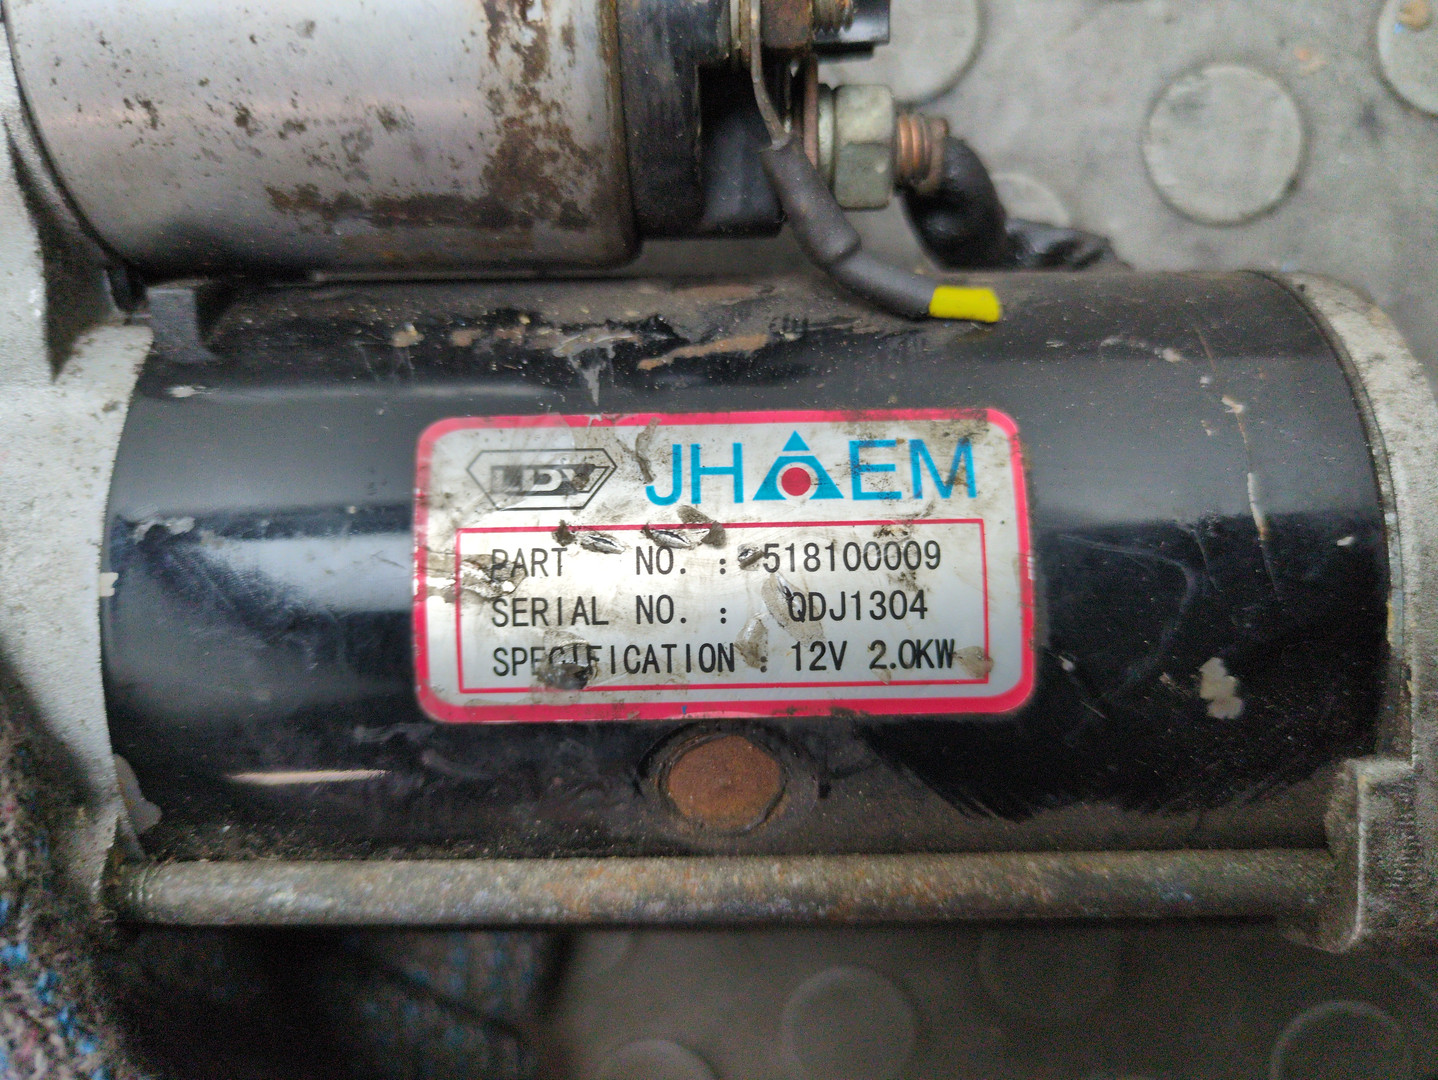 LDY JHAEM
PART NO. : 518100009
SERIAL NO. : QDJ1304
SPECIFICATION : 12V 2.0KW